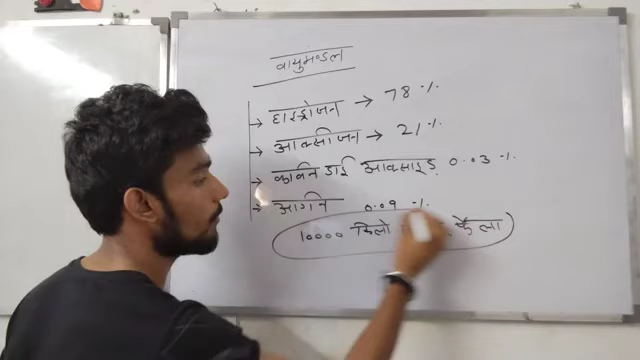 वायुमण्डल
हाइड्रोजन → 78 %
आक्सीजन → 21 %
कार्बन डाई आक्साइड 0.03 %
आर्गन 0.09 %
10000 किलो फैला